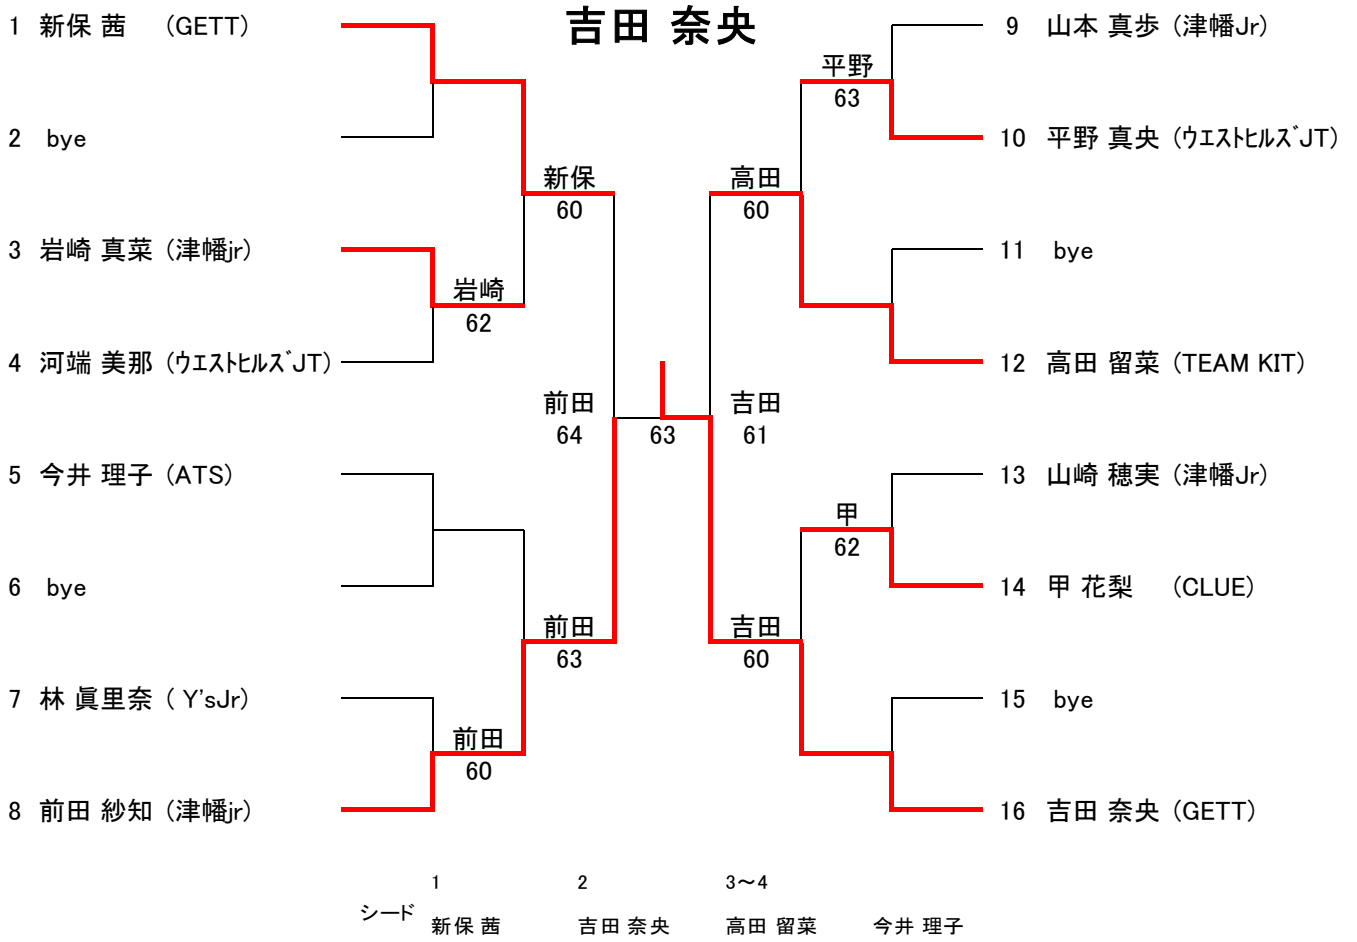 吉田 奈央
1 新保 茜 (GETT)
2 bye
3 岩崎 真菜 (津幡jr)
4 河端 美那 (ｳｴｽﾄﾋﾙｽﾞJT)
5 今井 理子 (ATS)
6 bye
7 林 眞里奈 ( Y'sJr)
8 前田 紗知 (津幡jr)
岩崎
62
前田
60
新保
60
前田
63
前田
64
63
吉田
61
高田
60
吉田
60
平野
63
甲
62
9 山本 真歩 (津幡Jr)
10 平野 真央 (ｳｴｽﾄﾋﾙｽﾞJT)
11 bye
12 高田 留菜 (TEAM KIT)
13 山崎 穂実 (津幡Jr)
14 甲 花梨 (CLUE)
15 bye
16 吉田 奈央 (GETT)
1 2 3～4
シード 新保 茜 吉田 奈央 高田 留菜 今井 理子